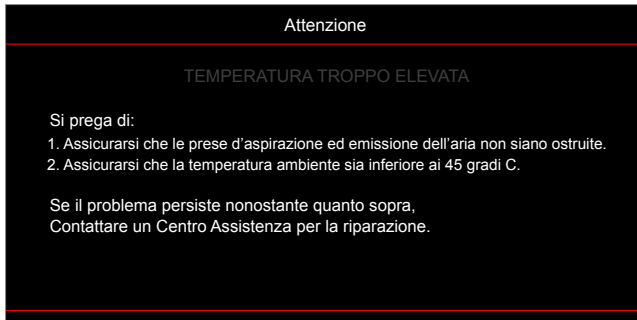 Attenzione
TEMPERATURA TROPPO ELEVATA
Si prega di:
1. Assicurarsi che le prese d’aspirazione ed emissione dell’aria non siano ostruite.
2. Assicurarsi che la temperatura ambiente sia inferiore ai 45 gradi C.
Se il problema persiste nonostante quanto sopra,
Contattare un Centro Assistenza per la riparazione.